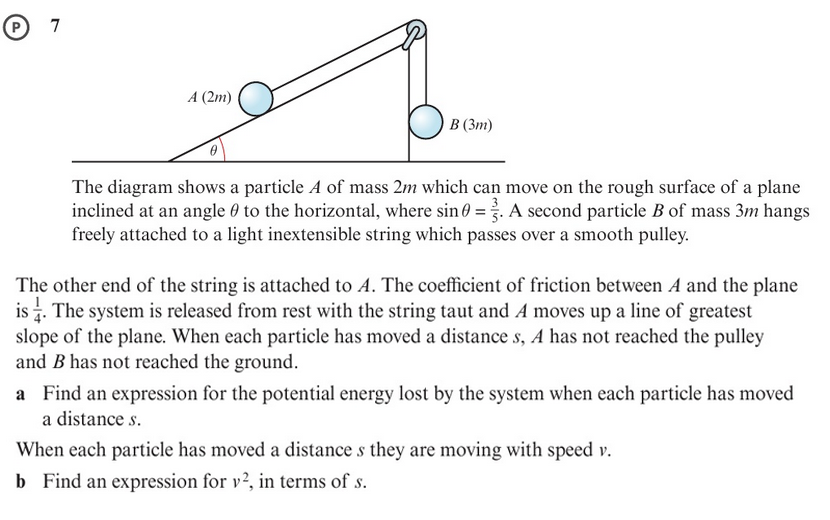 P 7
A (2m)
B (3m)
θ
The diagram shows a particle A of mass 2m which can move on the rough surface of a plane
inclined at an angle θ to the horizontal, where sin θ = 3/5. A second particle B of mass 3m hangs
freely attached to a light inextensible string which passes over a smooth pulley.
The other end of the string is attached to A. The coefficient of friction between A and the plane
is 1/4. The system is released from rest with the string taut and A moves up a line of greatest
slope of the plane. When each particle has moved a distance s, A has not reached the pulley
and B has not reached the ground.
a Find an expression for the potential energy lost by the system when each particle has moved
a distance s.
When each particle has moved a distance s they are moving with speed v.
b Find an expression for v², in terms of s.